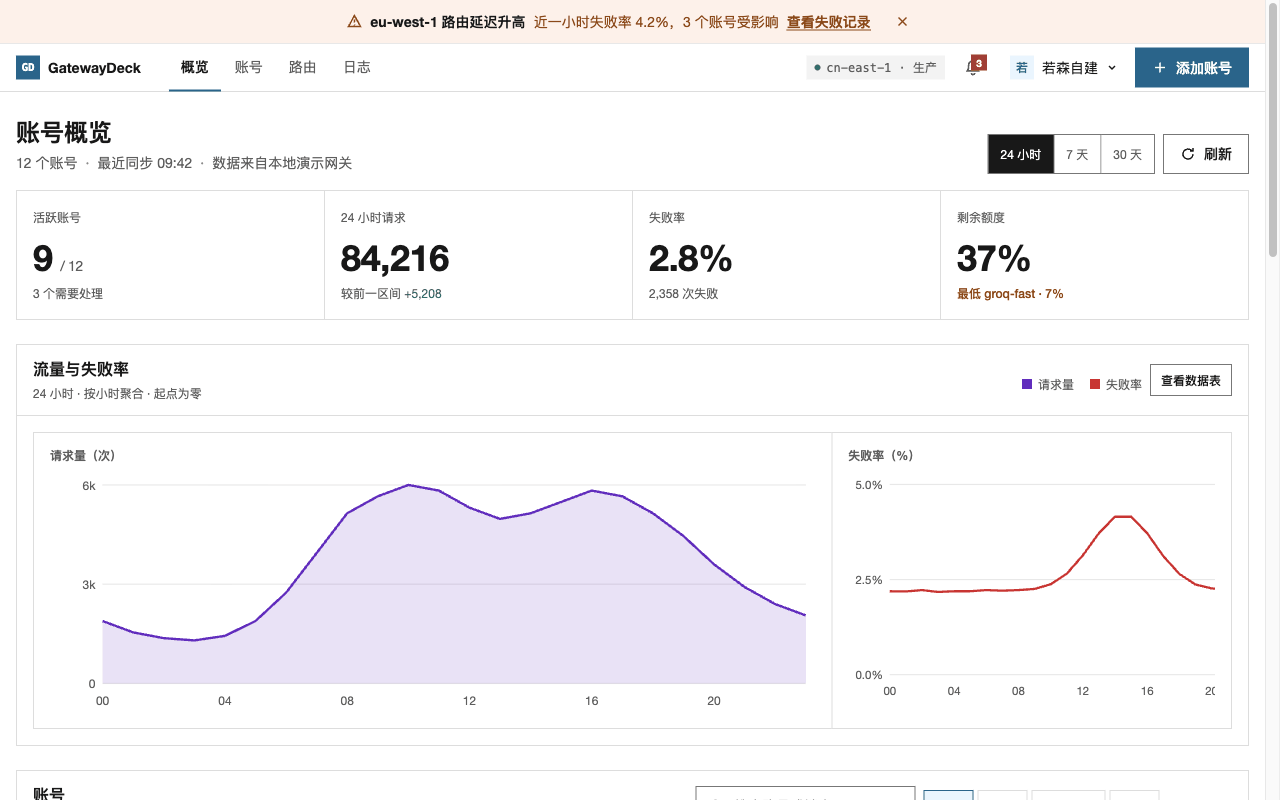 eu-west-1 路由延迟升高 近一小时失败率 4.2%，3 个账号受影响 查看失败记录
GD GatewayDeck 概览 账号 路由 日志 cn-east-1 · 生产 3 若 若森自建 添加账号
账号概览
12 个账号 · 最近同步 09:42 · 数据来自本地演示网关
24 小时 7 天 30 天 刷新
活跃账号
9 / 12
3 个需要处理
24 小时请求
84,216
较前一区间 +5,208
失败率
2.8%
2,358 次失败
剩余额度
37%
最低 groq-fast · 7%
流量与失败率
24 小时 · 按小时聚合 · 起点为零
请求量 失败率 查看数据表
请求量（次）
6k
3k
0
00 04 08 12 16 20
失败率（%）
5.0%
2.5%
0.0%
00 04 08 12 16
账号